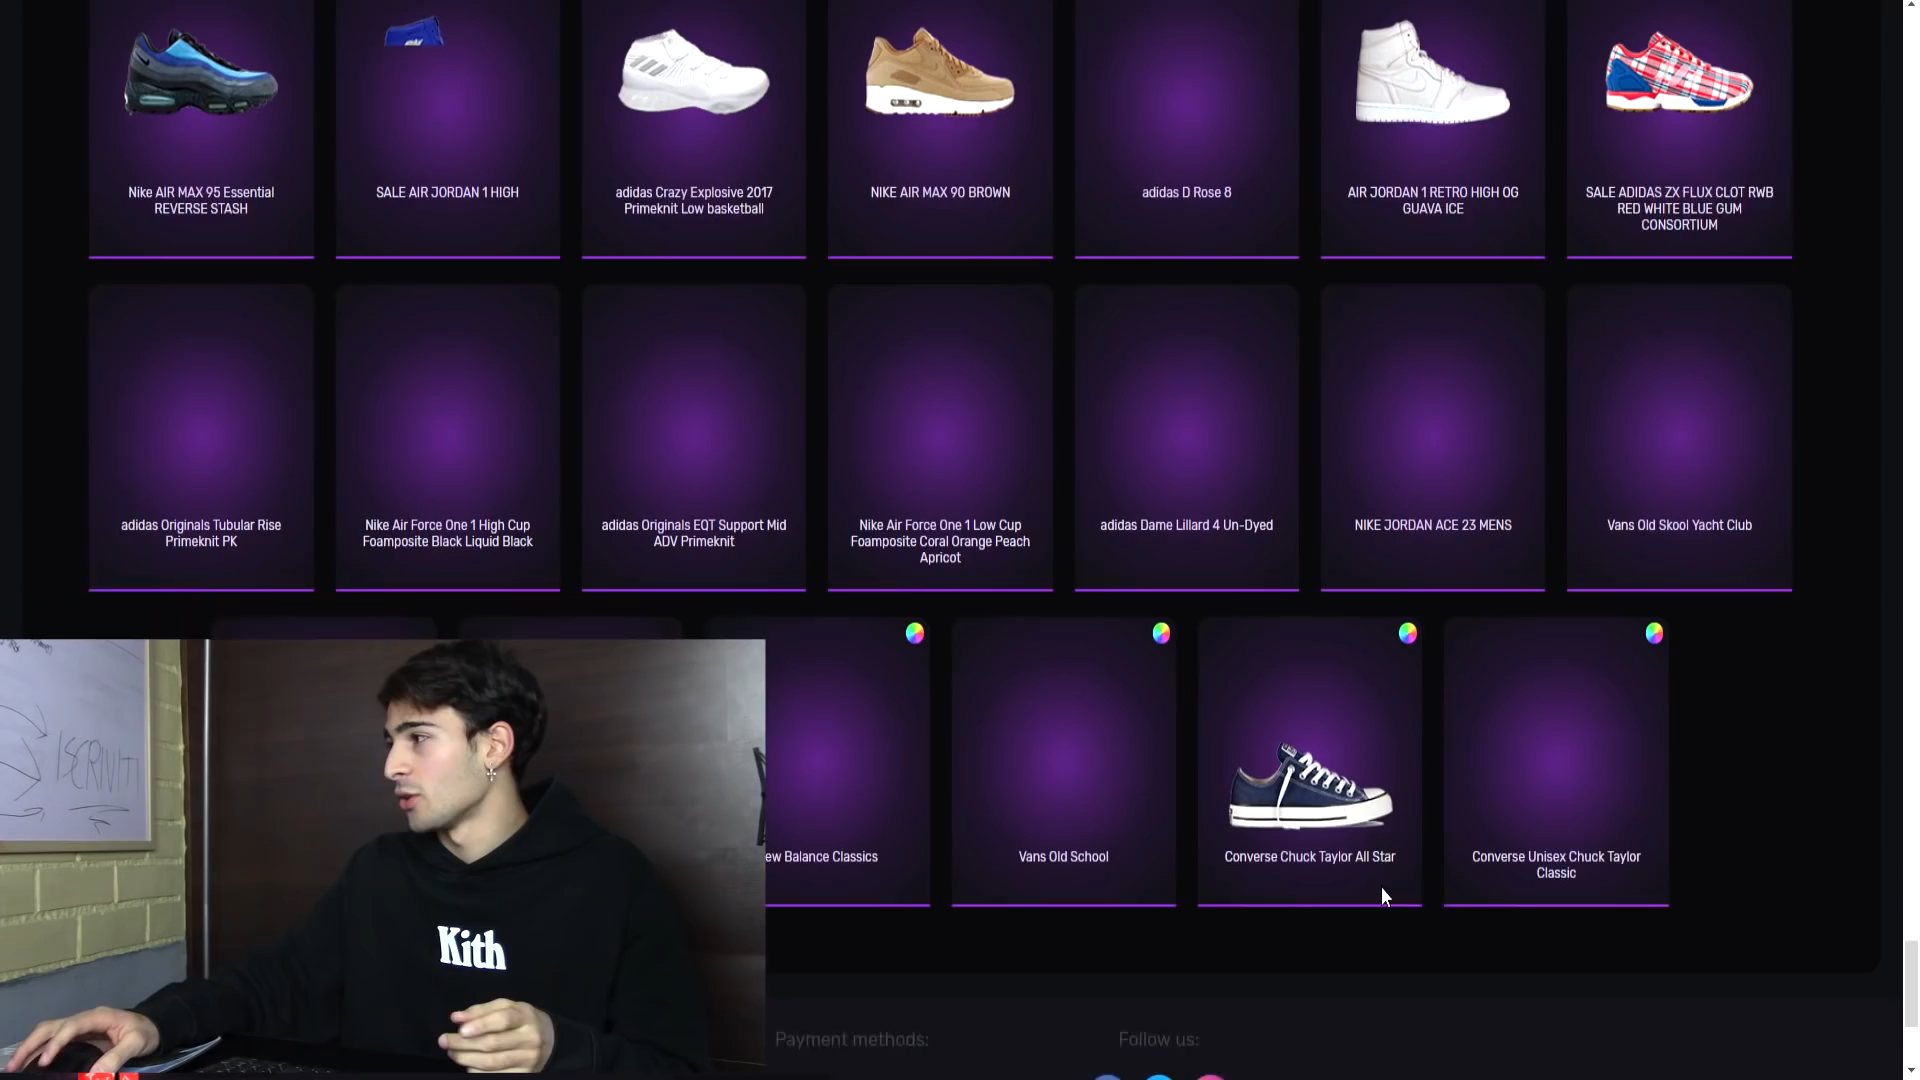 Nike AIR MAX 95 Essential
REVERSE STASH
SALE AIR JORDAN 1 HIGH
adidas Crazy Explosive 2017
Primeknit Low basketball
NIKE AIR MAX 90 BROWN
adidas D Rose 8
AIR JORDAN 1 RETRO HIGH OG
GUAVA ICE
SALE ADIDAS ZX FLUX CLOT RWB
RED WHITE BLUE GUM
CONSORTIUM
adidas Originals Tubular Rise
Primeknit PK
Nike Air Force One 1 High Cup
Foamposite Black Liquid Black
adidas Originals EQT Support Mid
ADV Primeknit
Nike Air Force One 1 Low Cup
Foamposite Coral Orange Peach
Apricot
adidas Dame Lillard 4 Un-Dyed
NIKE JORDAN ACE 23 MENS
Vans Old Skool Yacht Club
ew Balance Classics
Vans Old School
Converse Chuck Taylor All Star
Converse Unisex Chuck Taylor
Classic
ISCRIVITI
Kith
Payment methods:
Follow us: